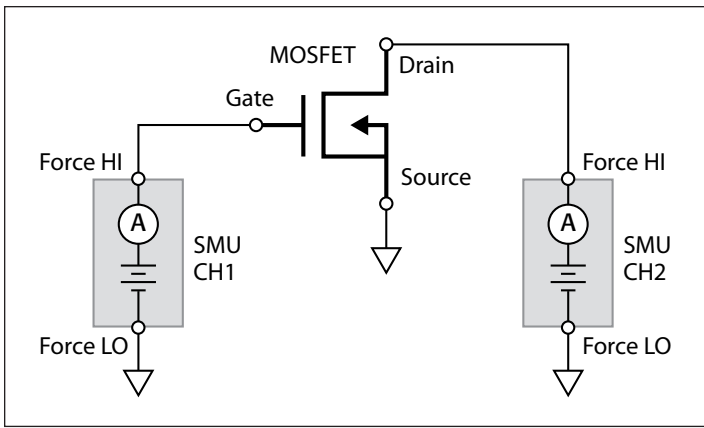 MOSFET
Drain
Gate
Source
Force HI
A
SMU
CH1
Force LO
Force HI
A
SMU
CH2
Force LO